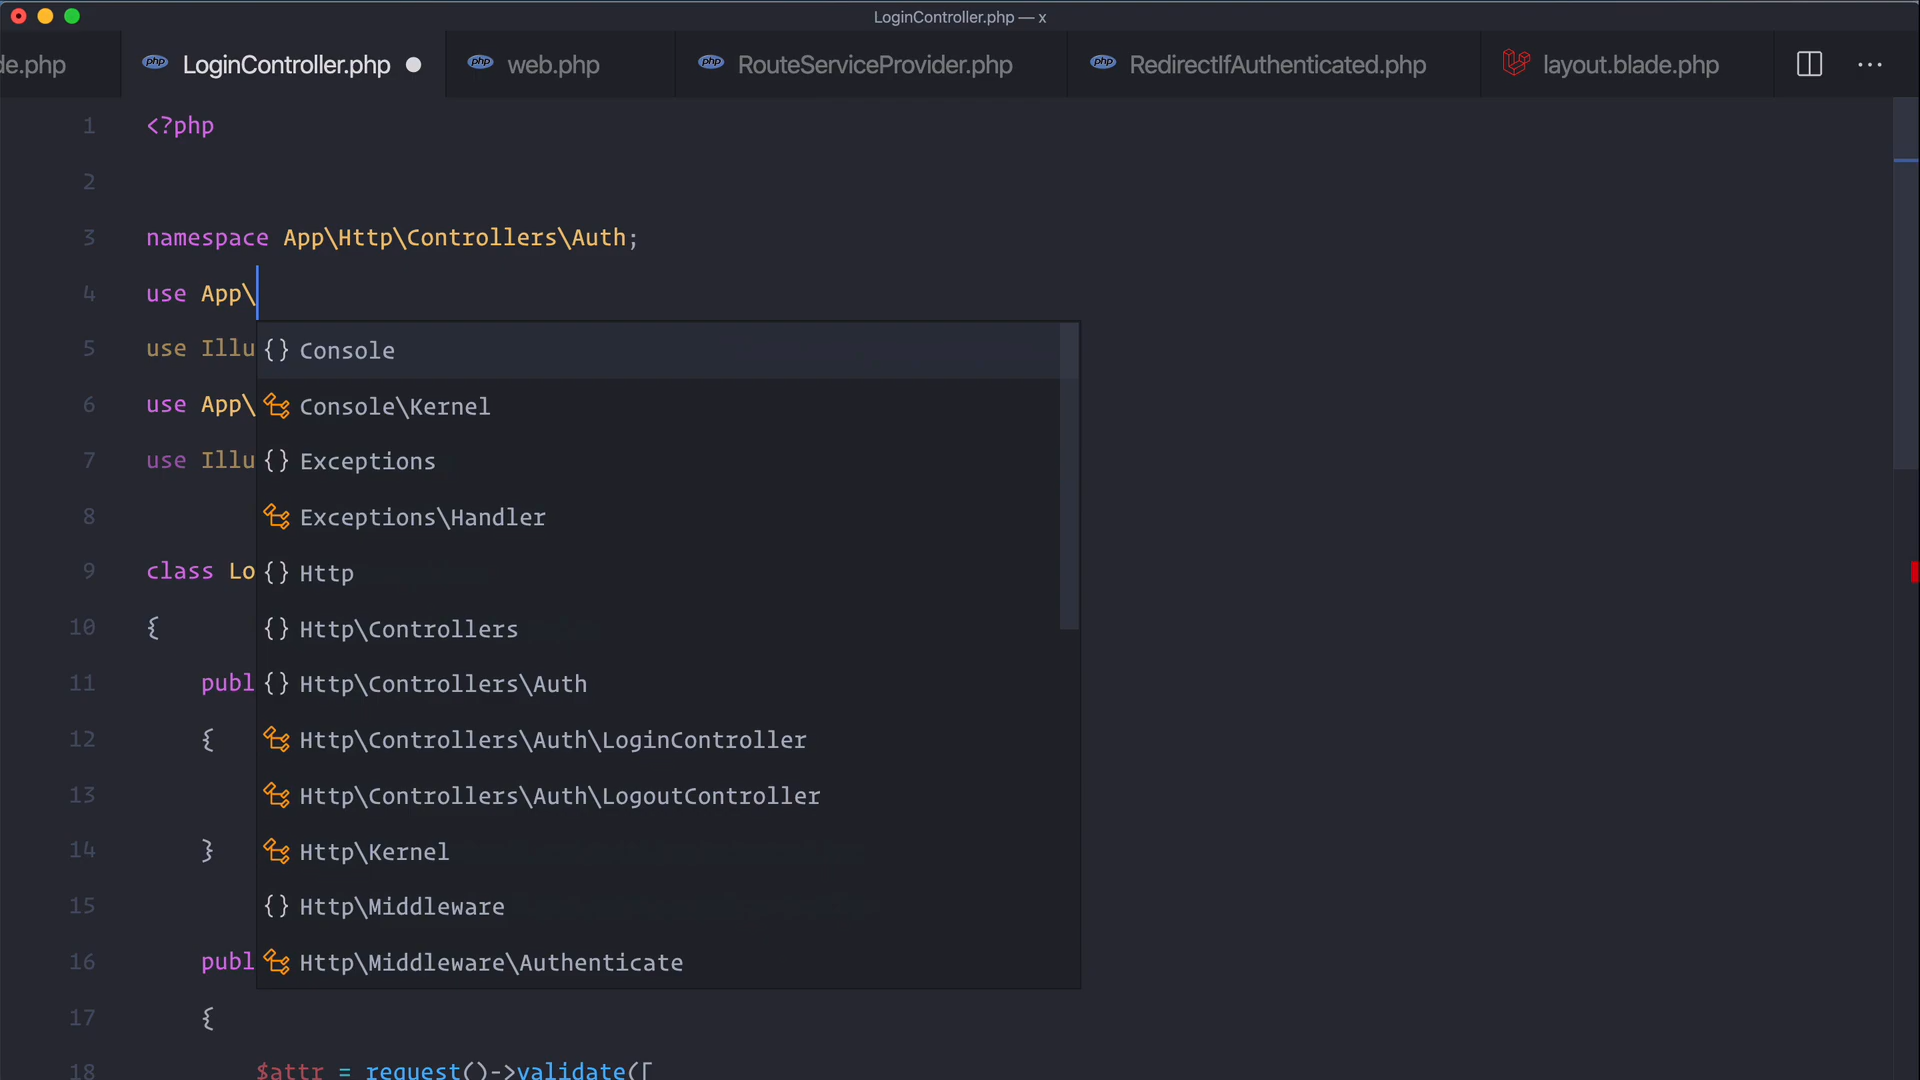 LoginController.php — x
de.php
php LoginController.php
php web.php
php RouteServiceProvider.php
php RedirectIfAuthenticated.php
layout.blade.php
1 <?php
2
3 namespace App\Http\Controllers\Auth;
4 use App\
5 use Illu
{} Console
6 use App\
Console\Kernel
7 use Illu
{} Exceptions
8
Exceptions\Handler
9 class Lo
{} Http
10 {
{} Http\Controllers
11 publ
{} Http\Controllers\Auth
12 {
Http\Controllers\Auth\LoginController
13
Http\Controllers\Auth\LogoutController
14 }
Http\Kernel
15
{} Http\Middleware
16 publ
Http\Middleware\Authenticate
17 {
18 $attr = request()->validate([